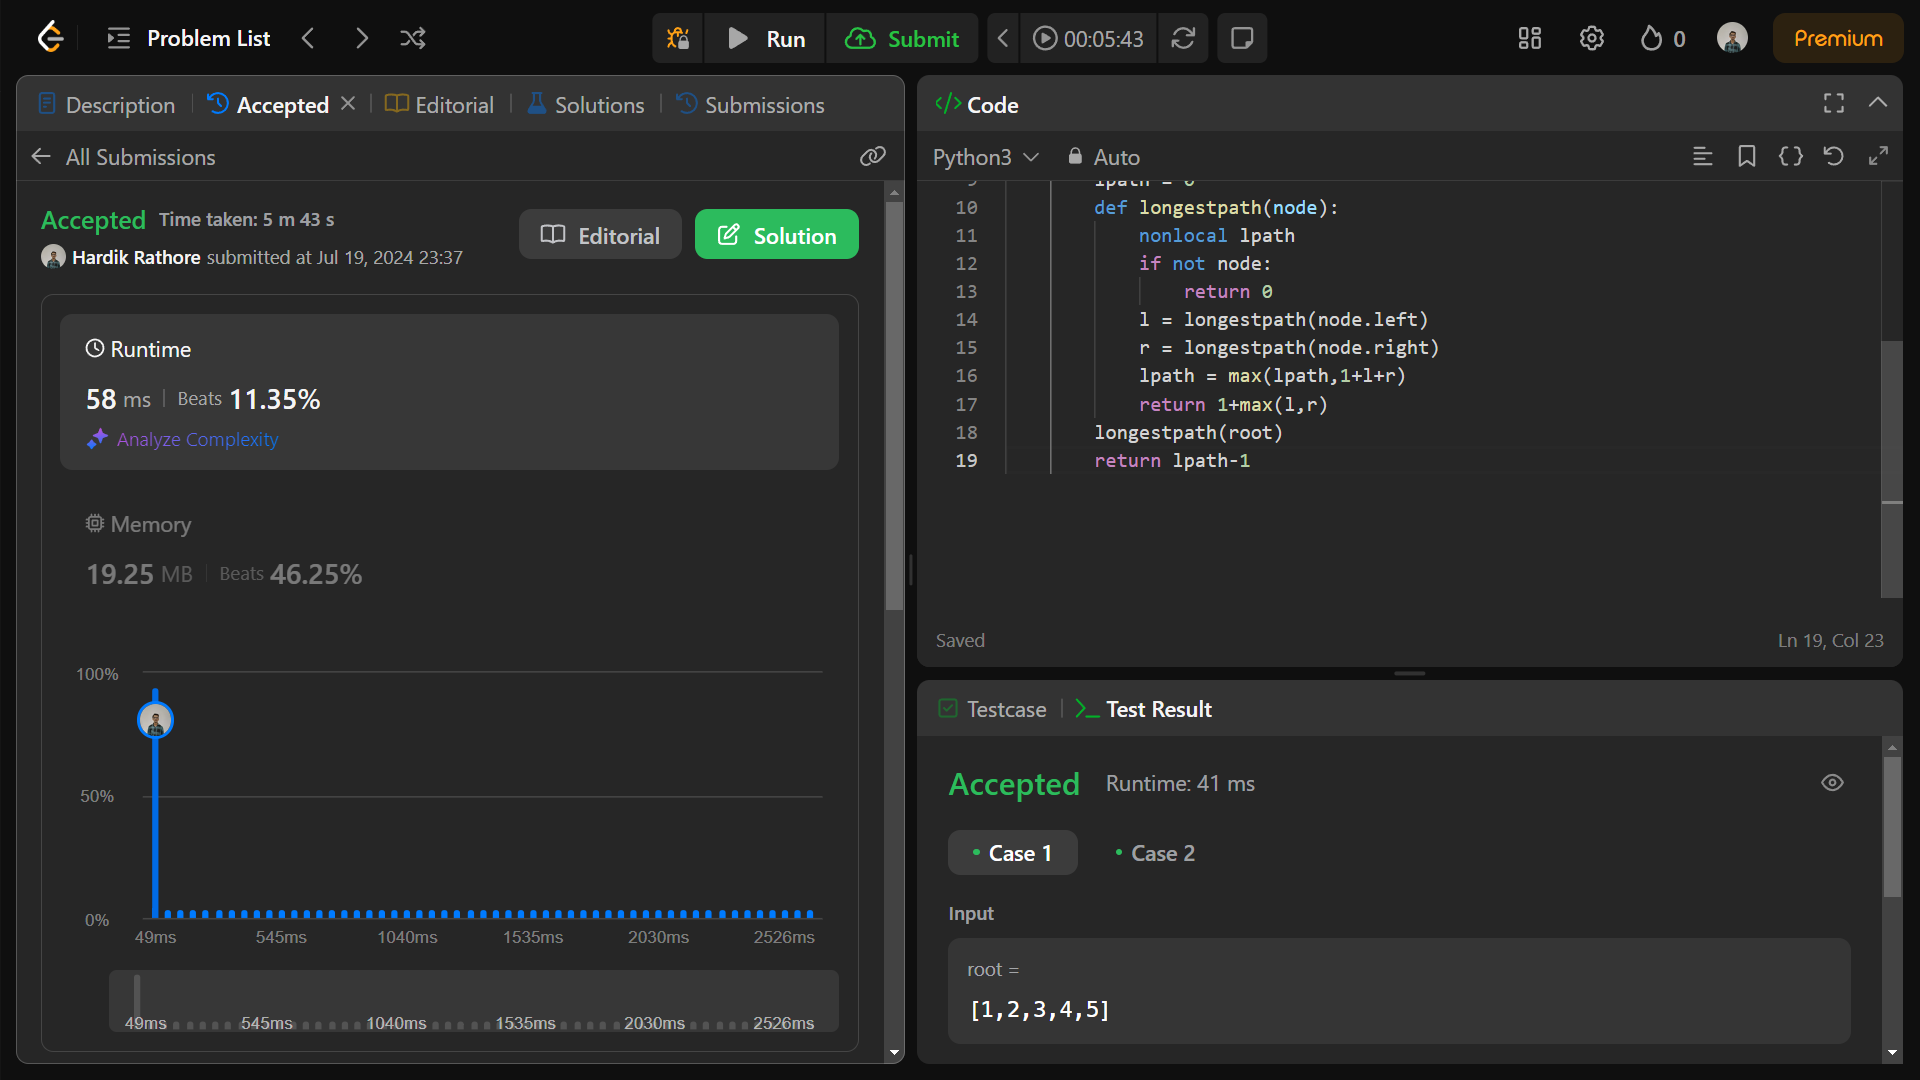 Problem List
Run
Submit
00:05:43
0
Premium
Description
Accepted
Editorial
Solutions
Submissions
All Submissions
Accepted Time taken: 5 m 43 s
Hardik Rathore submitted at Jul 19, 2024 23:37
Editorial
Solution
Runtime
58 ms Beats 11.35%
Analyze Complexity
Memory
19.25 MB Beats 46.25%
100%
50%
0%
49ms 545ms 1040ms 1535ms 2030ms 2526ms
49ms 545ms 1040ms 1535ms 2030ms 2526ms
</> Code
Python3 Auto
9 lpath = 0
10 def longestpath(node):
11 nonlocal lpath
12 if not node:
13 return 0
14 l = longestpath(node.left)
15 r = longestpath(node.right)
16 lpath = max(lpath,1+l+r)
17 return 1+max(l,r)
18 longestpath(root)
19 return lpath-1
Saved
Ln 19, Col 23
Testcase
Test Result
Accepted Runtime: 41 ms
Case 1
Case 2
Input
root =
[1,2,3,4,5]